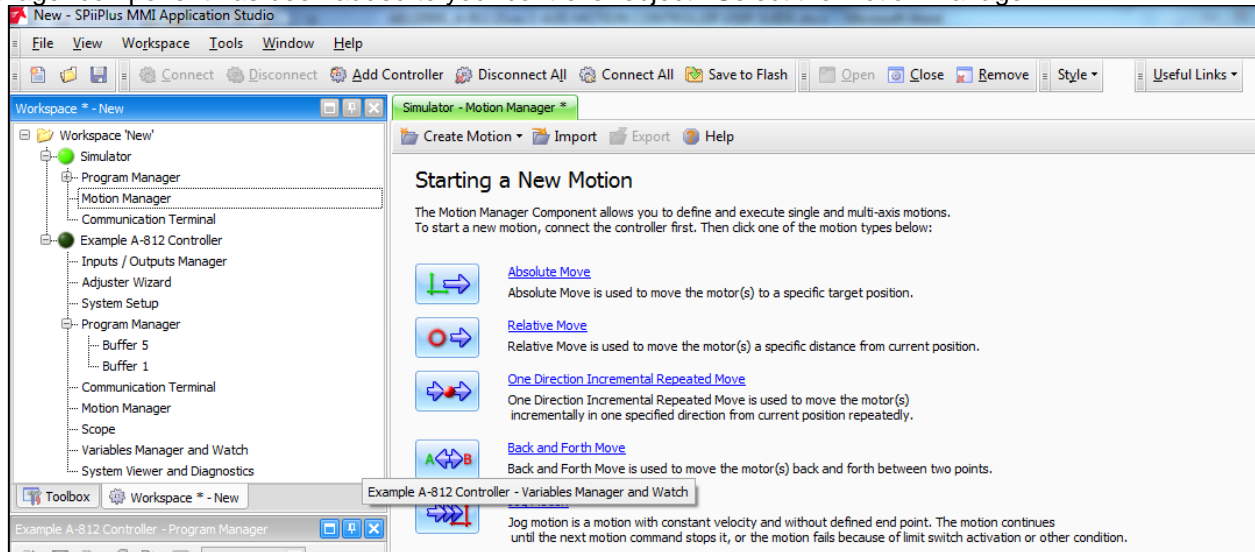 New - SPiiPlus MMI Application Studio
File View Workspace Tools Window Help
Connect Disconnect Add Controller Disconnect All Connect All Save to Flash Open Close Remove Style Useful Links
Workspace * - New
Simulator - Motion Manager *
Workspace 'New'
Simulator
Program Manager
Motion Manager
Communication Terminal
Example A-812 Controller
Inputs / Outputs Manager
Adjuster Wizard
System Setup
Program Manager
Buffer 5
Buffer 1
Communication Terminal
Motion Manager
Scope
Variables Manager and Watch
System Viewer and Diagnostics
Toolbox Workspace * - New
Example A-812 Controller - Program Manager
Create Motion Import Export Help
Starting a New Motion
The Motion Manager Component allows you to define and execute single and multi-axis motions.
To start a new motion, connect the controller first. Then click one of the motion types below:
Absolute Move
Absolute Move is used to move the motor(s) to a specific target position.
Relative Move
Relative Move is used to move the motor(s) a specific distance from current position.
One Direction Incremental Repeated Move
One Direction Incremental Repeated Move is used to move the motor(s)
incrementally in one specified direction from current position repeatedly.
A B
Back and Forth Move
Back and Forth Move is used to move the motor(s) back and forth between two points.
Example A-812 Controller - Variables Manager and Watch
Jog motion is a motion with constant velocity and without defined end point. The motion continues
until the next motion command stops it, or the motion fails because of limit switch activation or other condition.